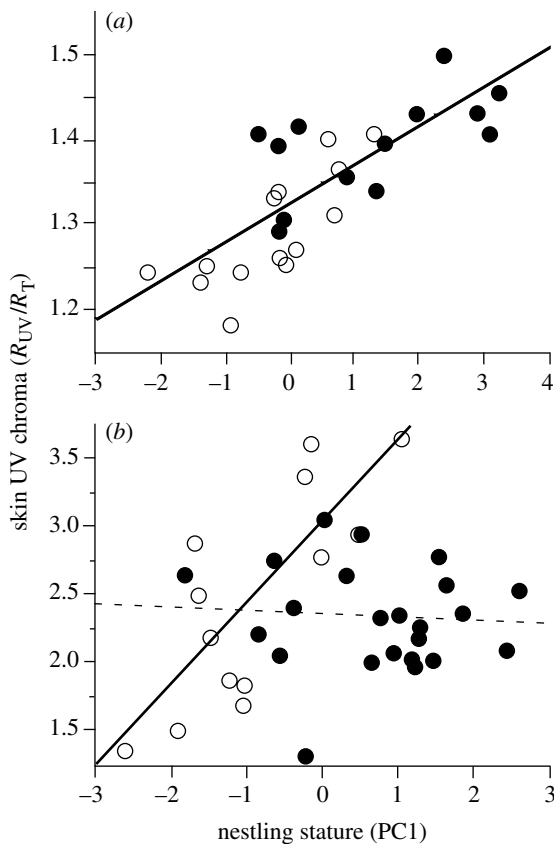 (a)
1.5
1.4
1.3
1.2
−3 −2 −1 0 1 2 3 4
skin UV chroma (RUV/RT)
(b)
3.5
3.0
2.5
2.0
1.5
−3 −2 −1 0 1 2 3
nestling stature (PC1)